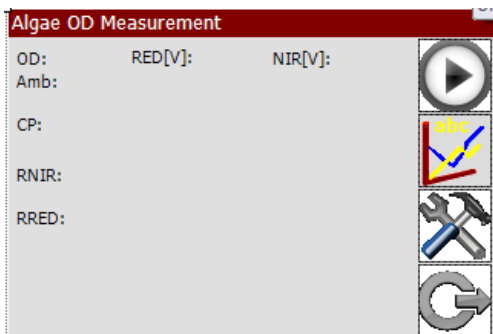 Algae OD Measurement
OD: RED[V]: NIR[V]:
Amb:
CP:
abc
RNIR:
RRED: